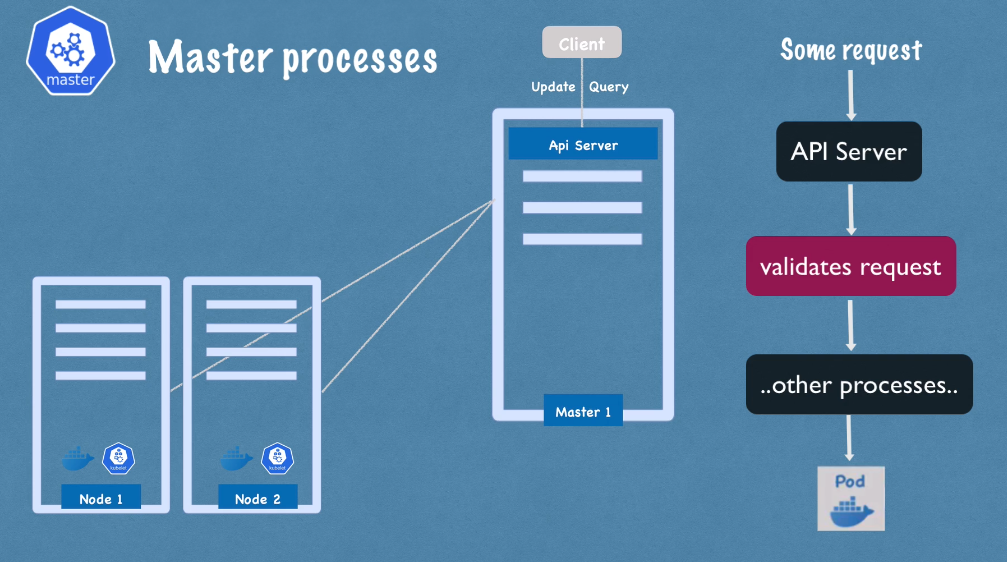 master
Master processes
Client
Update
Query
Api Server
Master 1
kubelet
Node 1
kubelet
Node 2
Some request
API Server
validates request
..other processes..
Pod